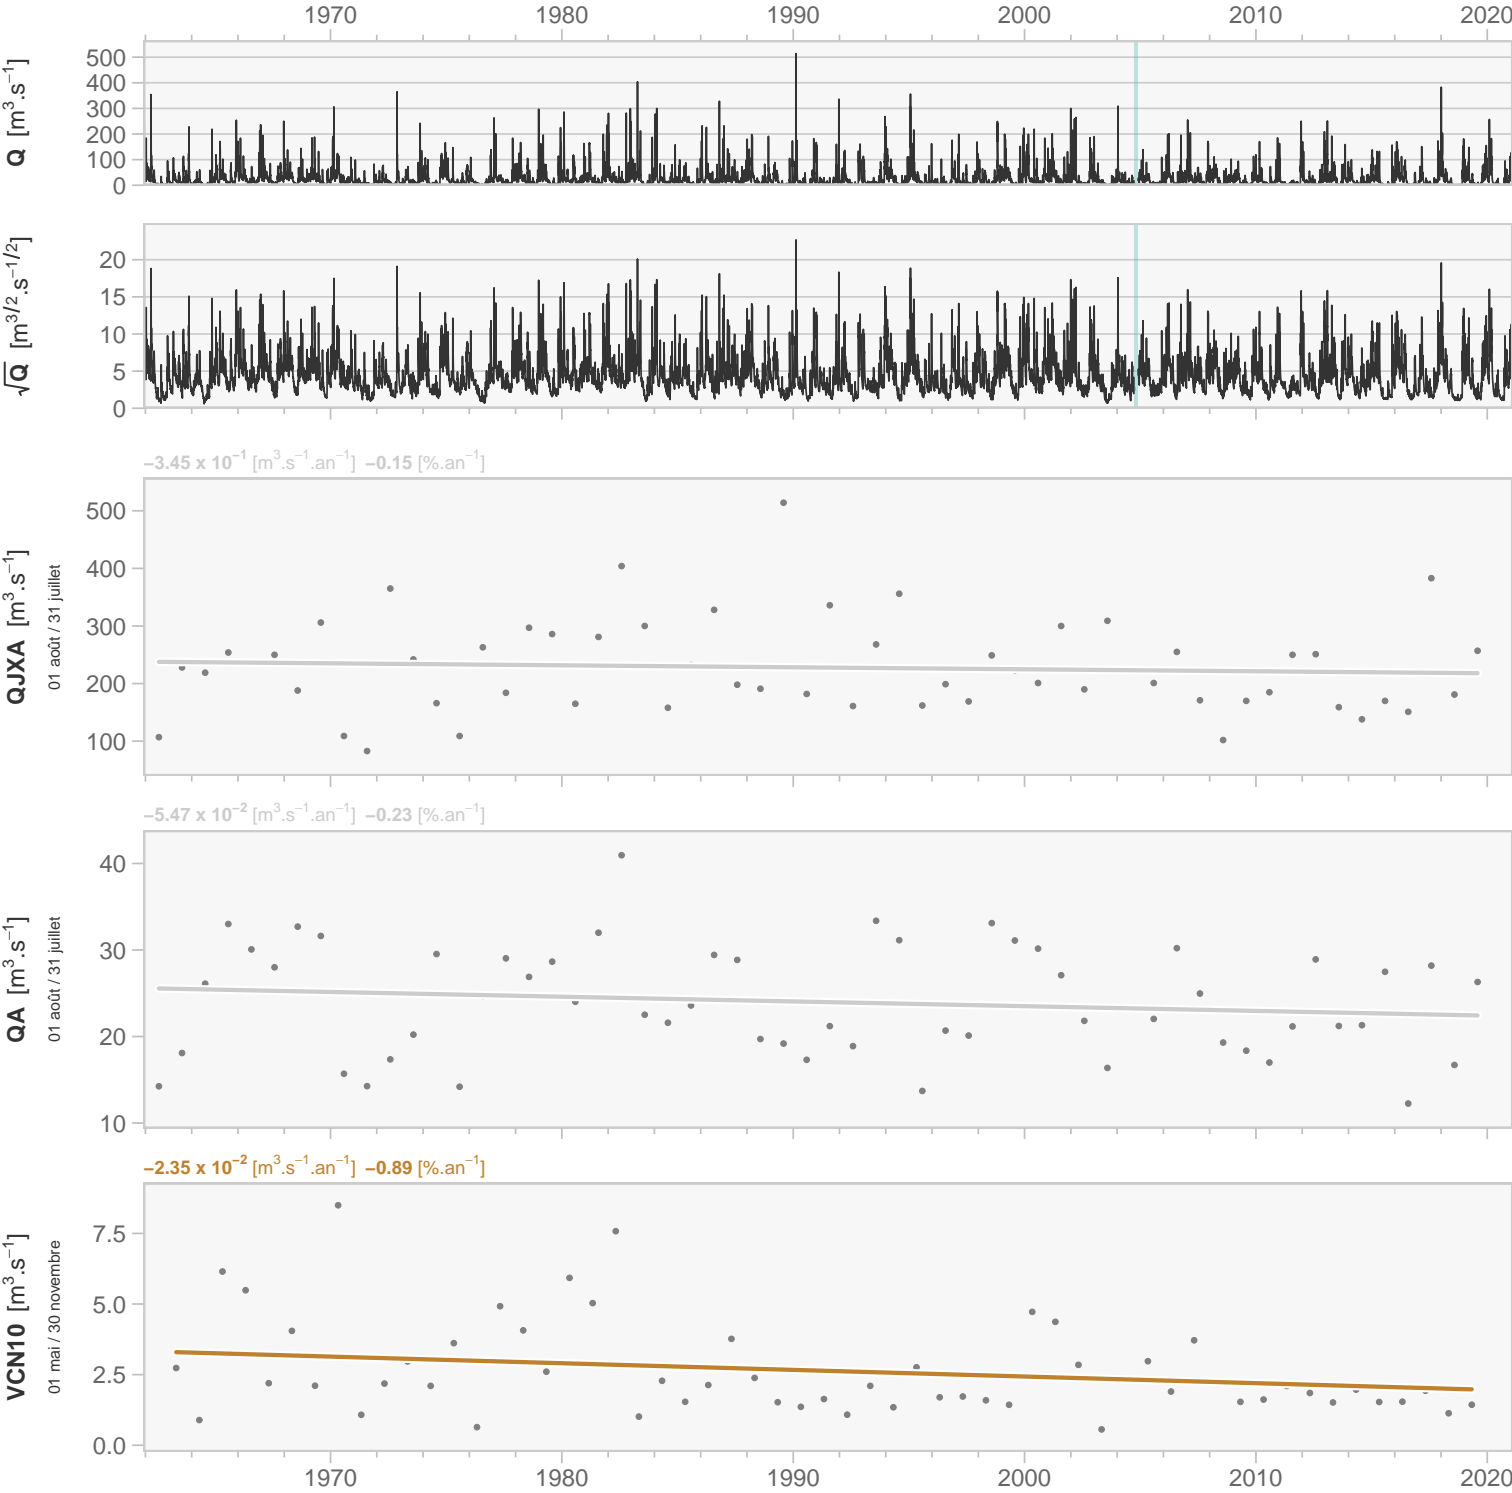 1970 1980 1990 2000 2010 2020
Q [m³.s⁻¹]
500
400
300
200
100
0
√Q [m³/².s⁻¹/²]
20
15
10
5
0
−3.45 x 10⁻¹ [m³.s⁻¹.an⁻¹] −0.15 [%.an⁻¹]
QJXA [m³.s⁻¹]
01 août / 31 juillet
500
400
300
200
100
−5.47 x 10⁻² [m³.s⁻¹.an⁻¹] −0.23 [%.an⁻¹]
QA [m³.s⁻¹]
01 août / 31 juillet
40
30
20
10
−2.35 x 10⁻² [m³.s⁻¹.an⁻¹] −0.89 [%.an⁻¹]
VCN10 [m³.s⁻¹]
01 mai / 30 novembre
7.5
5.0
2.5
0.0
1970 1980 1990 2000 2010 2020